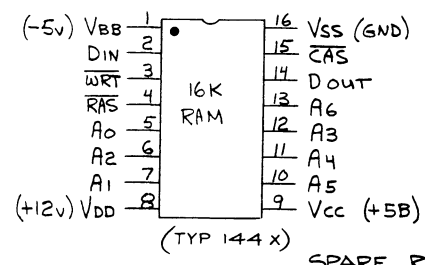 (-5v) VBB 1 16 VSS (GND)
DIN 2 15 CAS
WRT 3 14 DOUT
RAS 4 13 A6
A0 5 12 A3
A2 6 11 A4
A1 7 10 A5
(+12v) VDD 8 9 VCC (+5B)
16K
RAM
(TYP 144X)
SPARE